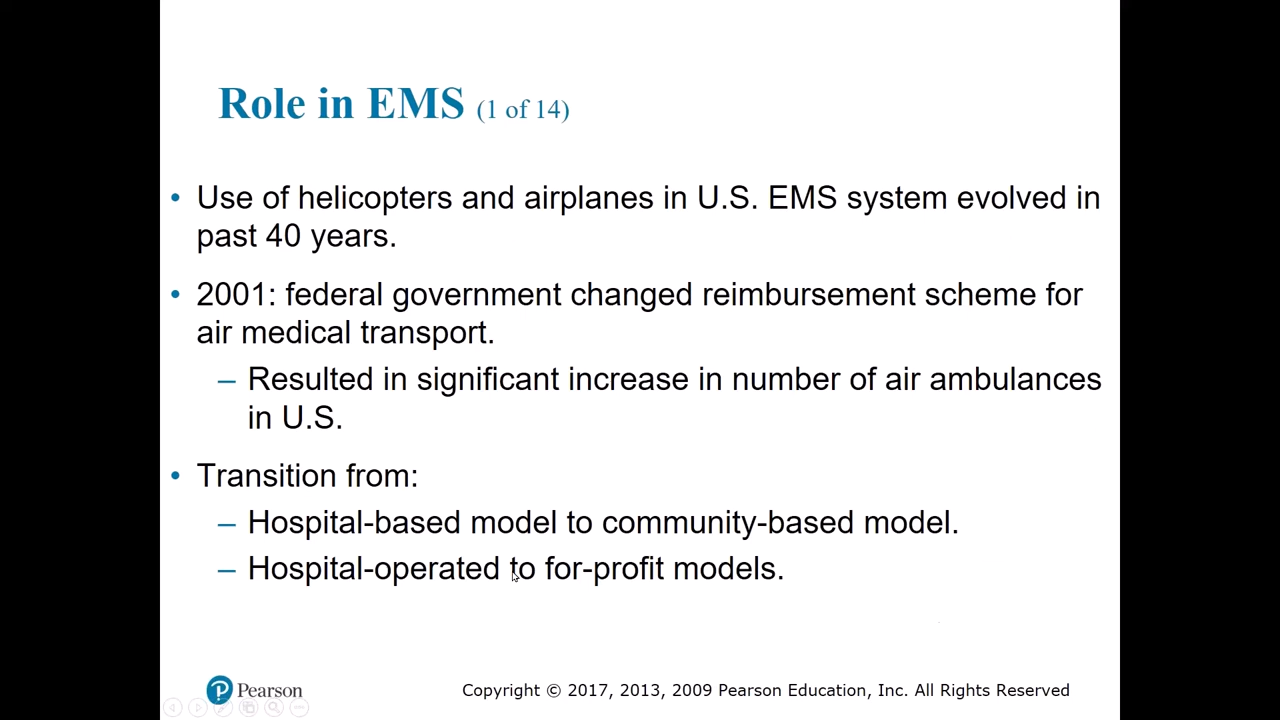 Role in EMS (1 of 14)
• Use of helicopters and airplanes in U.S. EMS system evolved in
past 40 years.
• 2001: federal government changed reimbursement scheme for
air medical transport.
– Resulted in significant increase in number of air ambulances
in U.S.
• Transition from:
– Hospital-based model to community-based model.
– Hospital-operated to for-profit models.
Pearson
Copyright © 2017, 2013, 2009 Pearson Education, Inc. All Rights Reserved